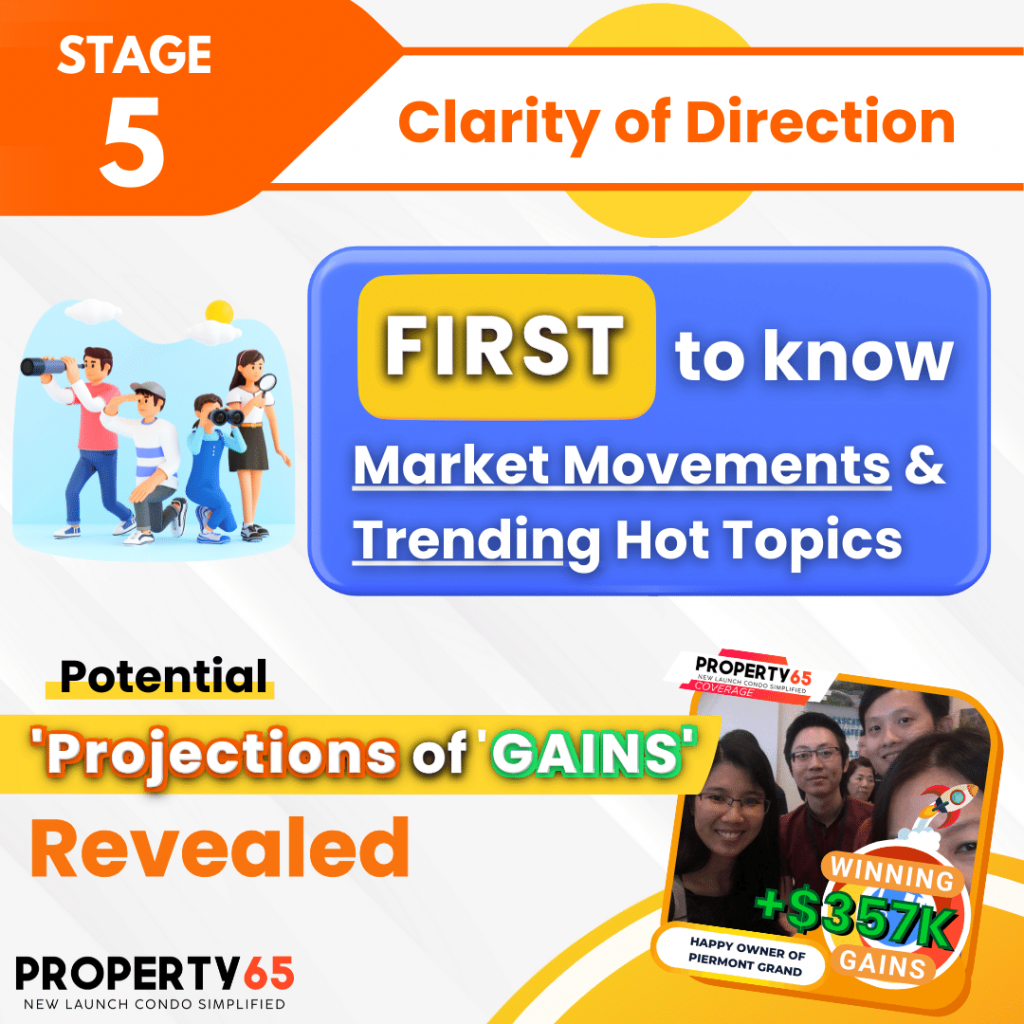 STAGE
5
Clarity of Direction
FIRST to know
Market Movements &
Trending Hot Topics
Potential
'Projections of 'GAINS'
Revealed
PROPERTY65
NEW LAUNCH CONDO SIMPLIFIED
COVERAGE
WINNING
+$357K
GAINS
HAPPY OWNER OF
PIERMONT GRAND
PROPERTY65
NEW LAUNCH CONDO SIMPLIFIED